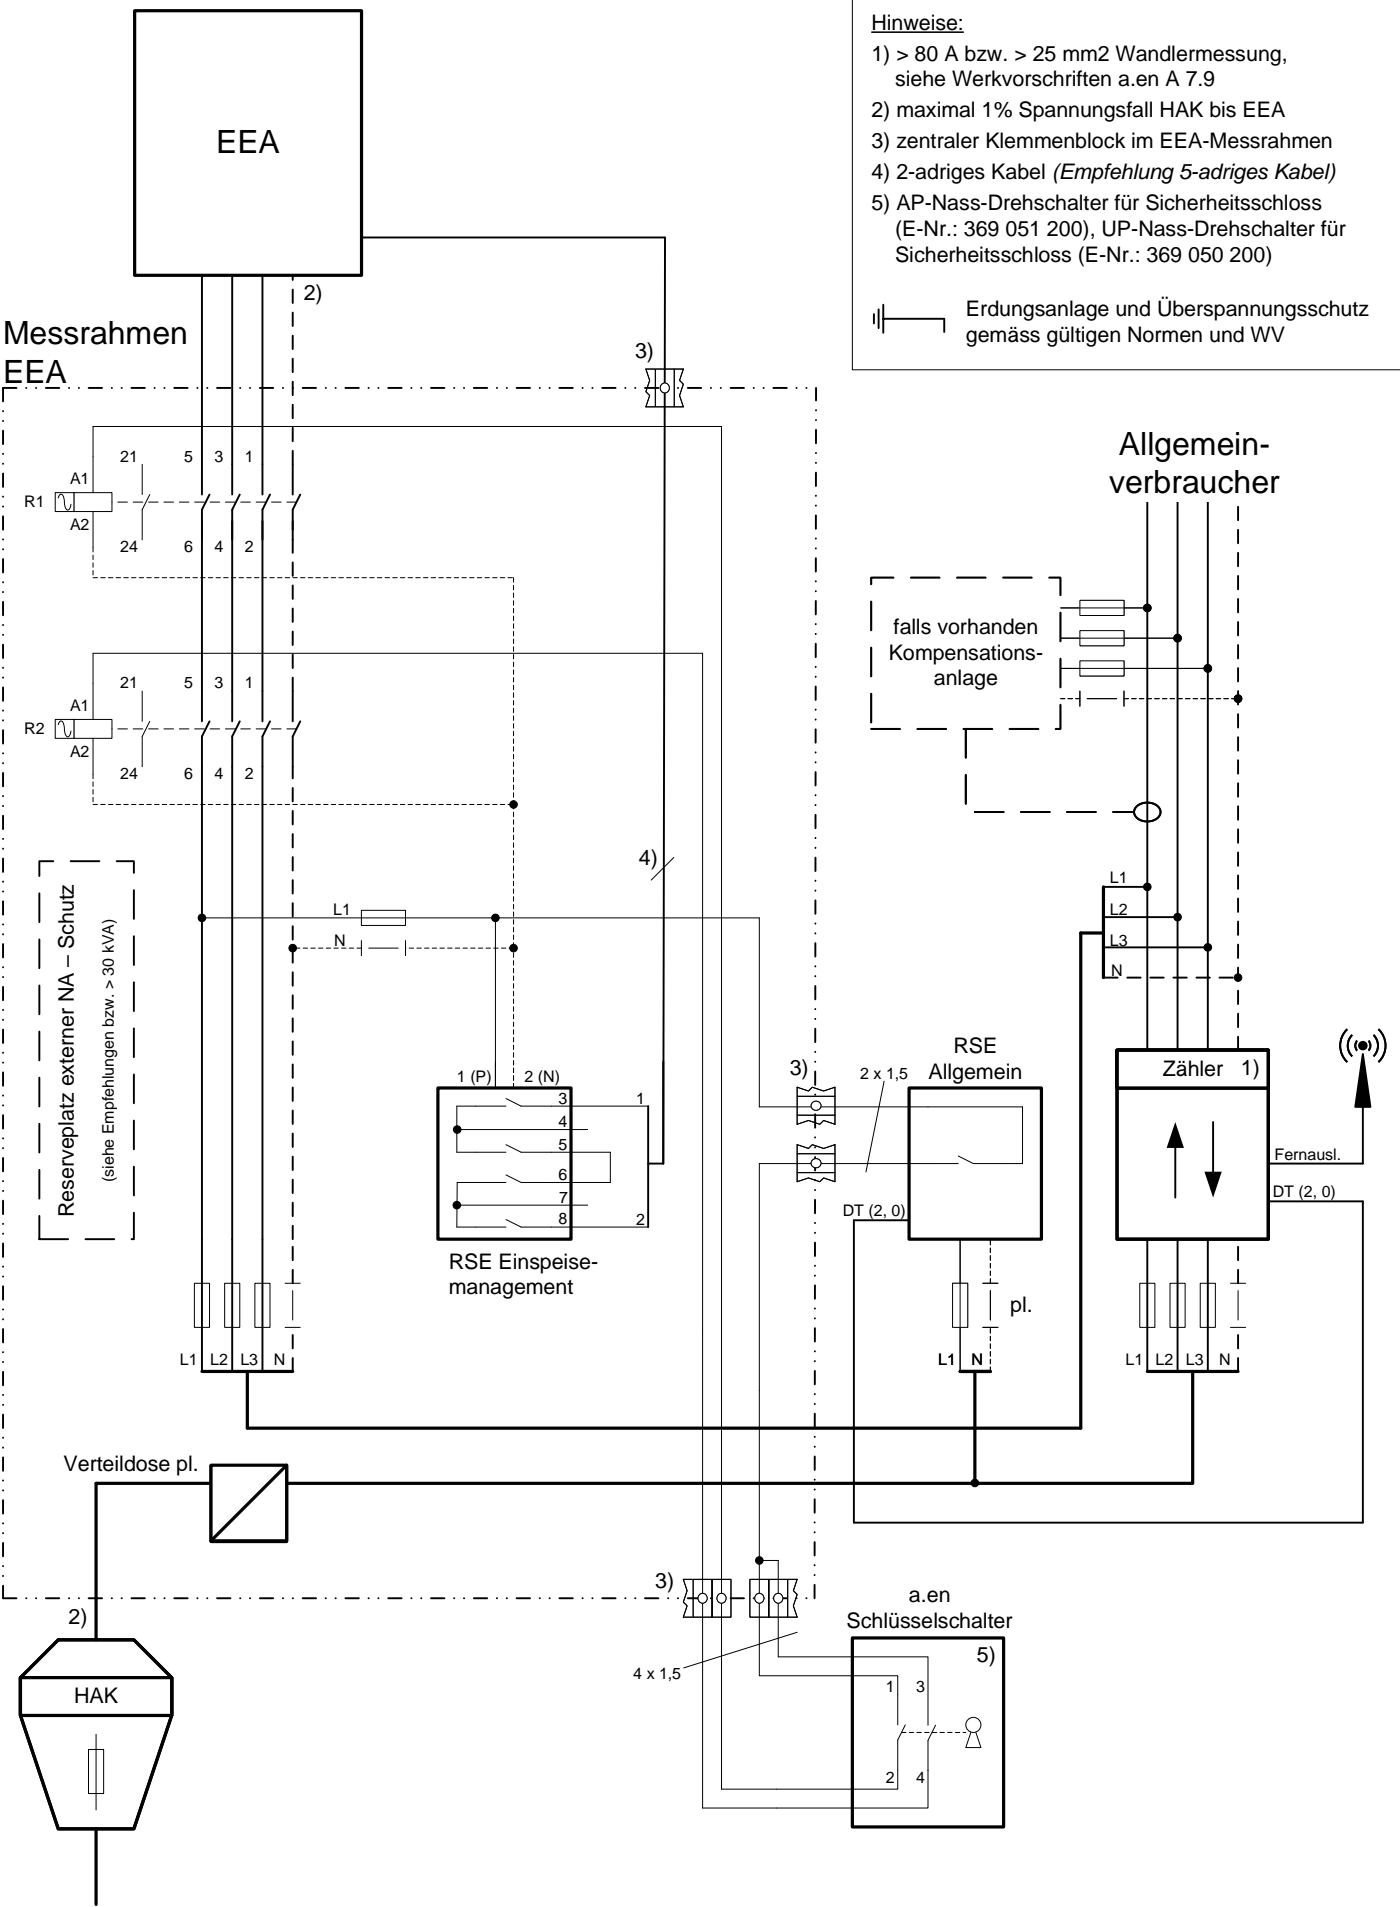 Hinweise:
1) > 80 A bzw. > 25 mm2 Wandlermessung,
siehe Werkvorschriften a.en A 7.9
2) maximal 1% Spannungsfall HAK bis EEA
3) zentraler Klemmenblock im EEA-Messrahmen
4) 2-adriges Kabel (Empfehlung 5-adriges Kabel)
5) AP-Nass-Drehschalter für Sicherheitsschloss
(E-Nr.: 369 051 200), UP-Nass-Drehschalter für
Sicherheitsschloss (E-Nr.: 369 050 200)
Erdungsanlage und Überspannungsschutz
gemäss gültigen Normen und WV
EEA
2)
Messrahmen
EEA
3)
21 5 3 1
A1
R1
A2
24 6 4 2
21 5 3 1
A1
R2
A2
24 6 4 2
Reserveplatz externer NA – Schutz
(siehe Empfehlungen bzw. > 30 kVA)
L1
N
4)
1 (P) 2 (N)
3 1
4
5
6
7
8 2
RSE Einspeise-
management
L1 L2 L3 N
Allgemein-
verbraucher
falls vorhanden
Kompensations-
anlage
L1
L2
L3
N
3)
2 x 1,5
RSE
Allgemein
DT (2, 0)
pl.
L1 N
Zähler 1)
Fernausl.
DT (2, 0)
L1 L2 L3 N
Verteildose pl.
2)
HAK
3)
4 x 1,5
a.en
Schlüsselschalter
5)
1 3
2 4